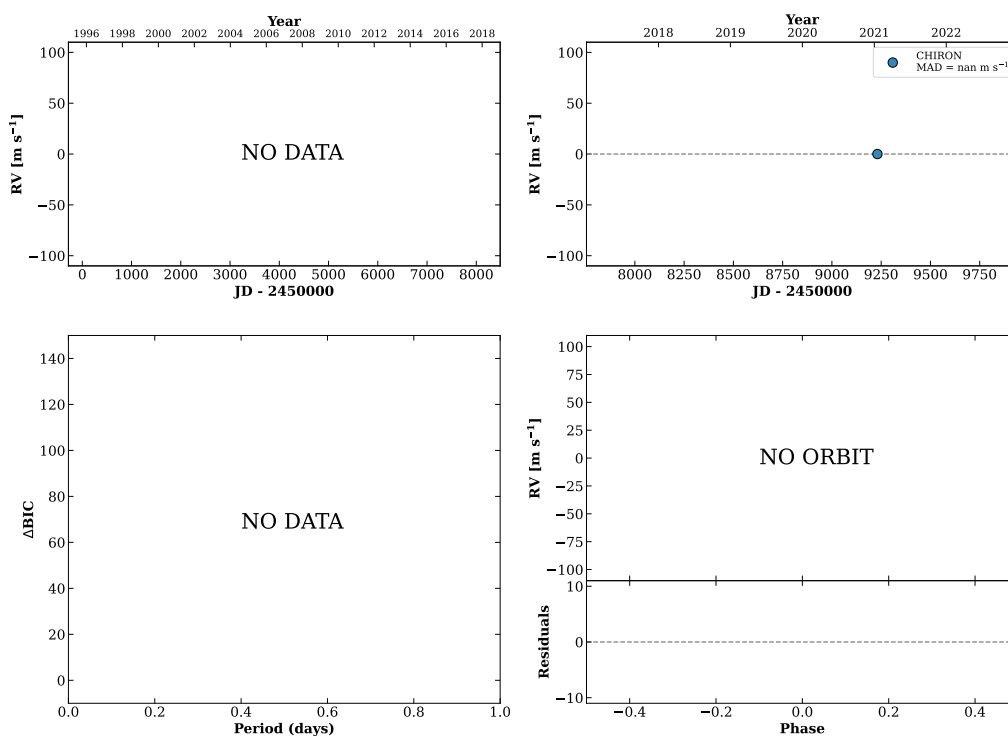 Year
1996 1998 2000 2002 2004 2006 2008 2010 2012 2014 2016 2018
100
50
0
−50
−100
RV [m s⁻¹]
NO DATA
0 1000 2000 3000 4000 5000 6000 7000 8000
JD - 2450000
Year
2018 2019 2020 2021 2022
100
50
0
−50
−100
RV [m s⁻¹]
CHIRON
MAD = nan m s⁻¹
8000 8250 8500 8750 9000 9250 9500 9750
JD - 2450000
140
120
100
80
60
40
20
0
ΔBIC
NO DATA
0.0 0.2 0.4 0.6 0.8 1.0
Period (days)
100
75
50
25
0
−25
−50
−75
−100
RV [m s⁻¹]
NO ORBIT
10
0
−10
Residuals
−0.4 −0.2 0.0 0.2 0.4
Phase